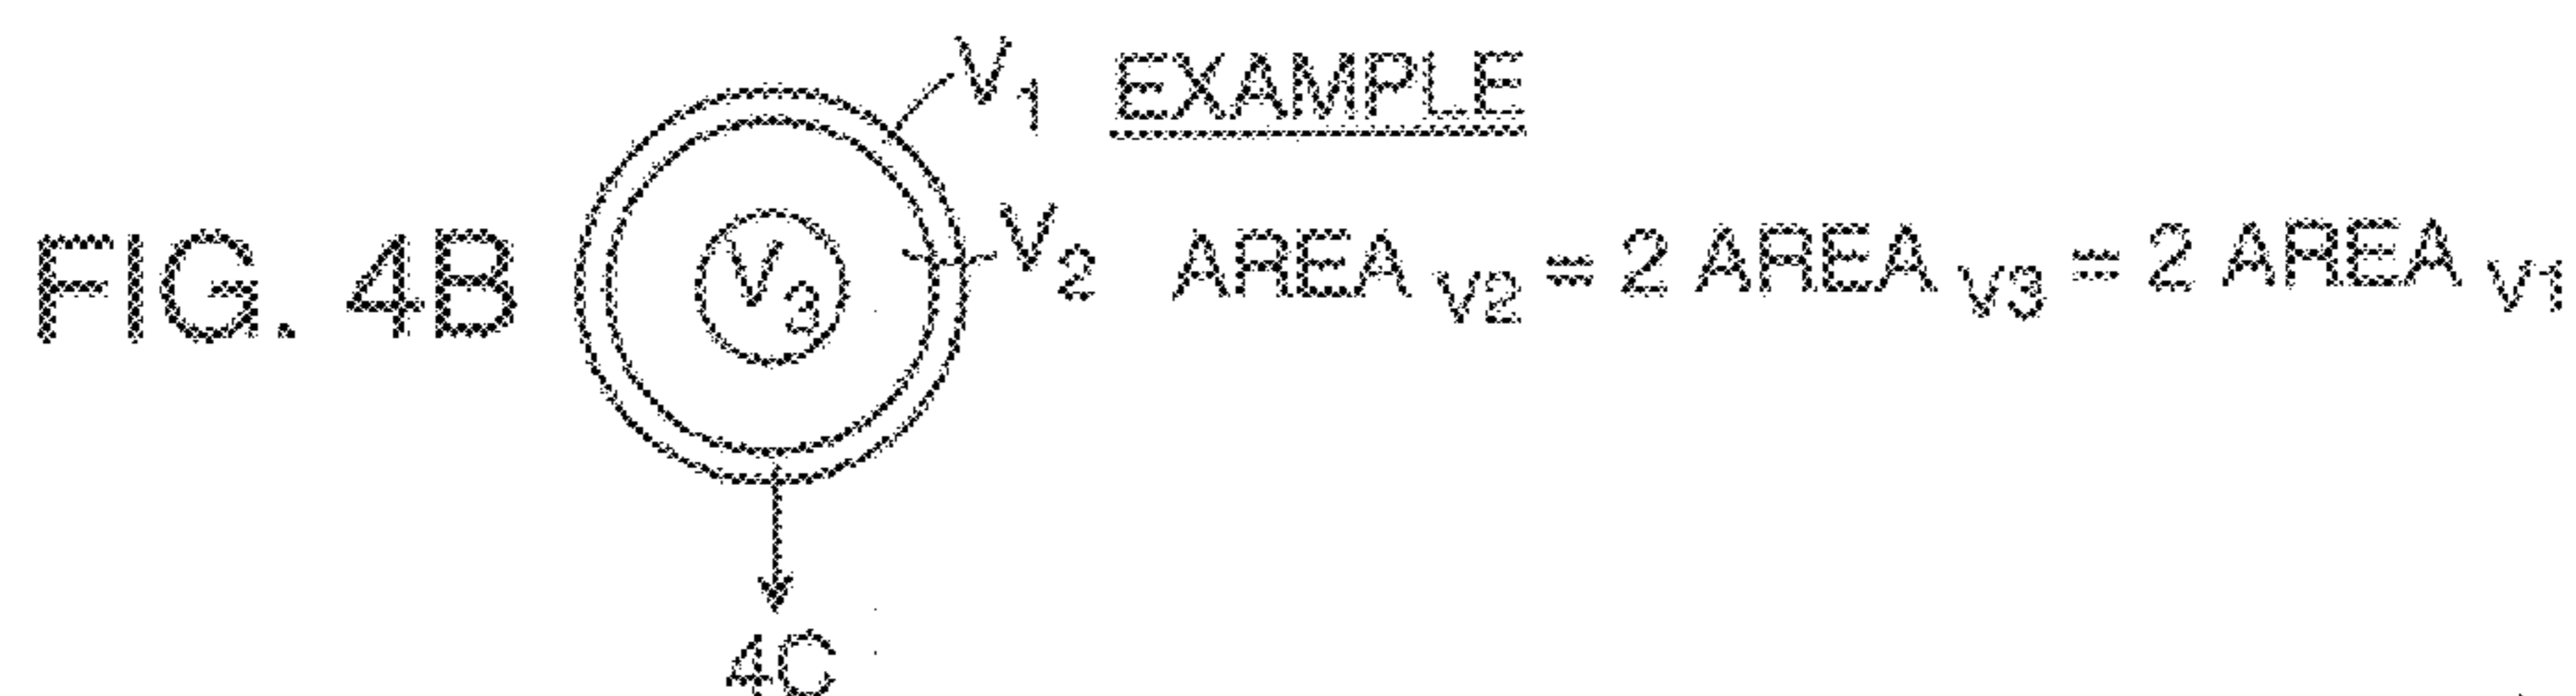 V1 EXAMPLE
FIG. 4B V3 V2 AREA V2 = 2 AREA V3 = 2 AREA V1
4C